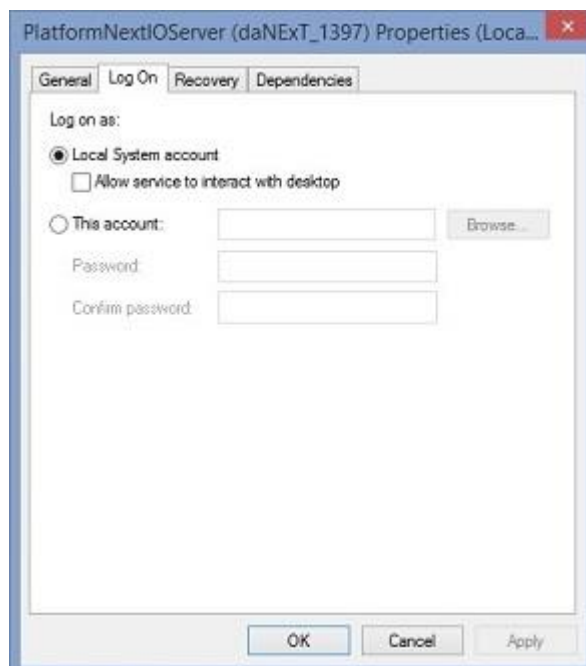 PlatformNextIOServer (daNExT_1397) Properties (Loca...
General Log On Recovery Dependencies
Log on as:
Local System account
Allow service to interact with desktop
This account: Browse...
Password:
Confirm password:
OK Cancel Apply